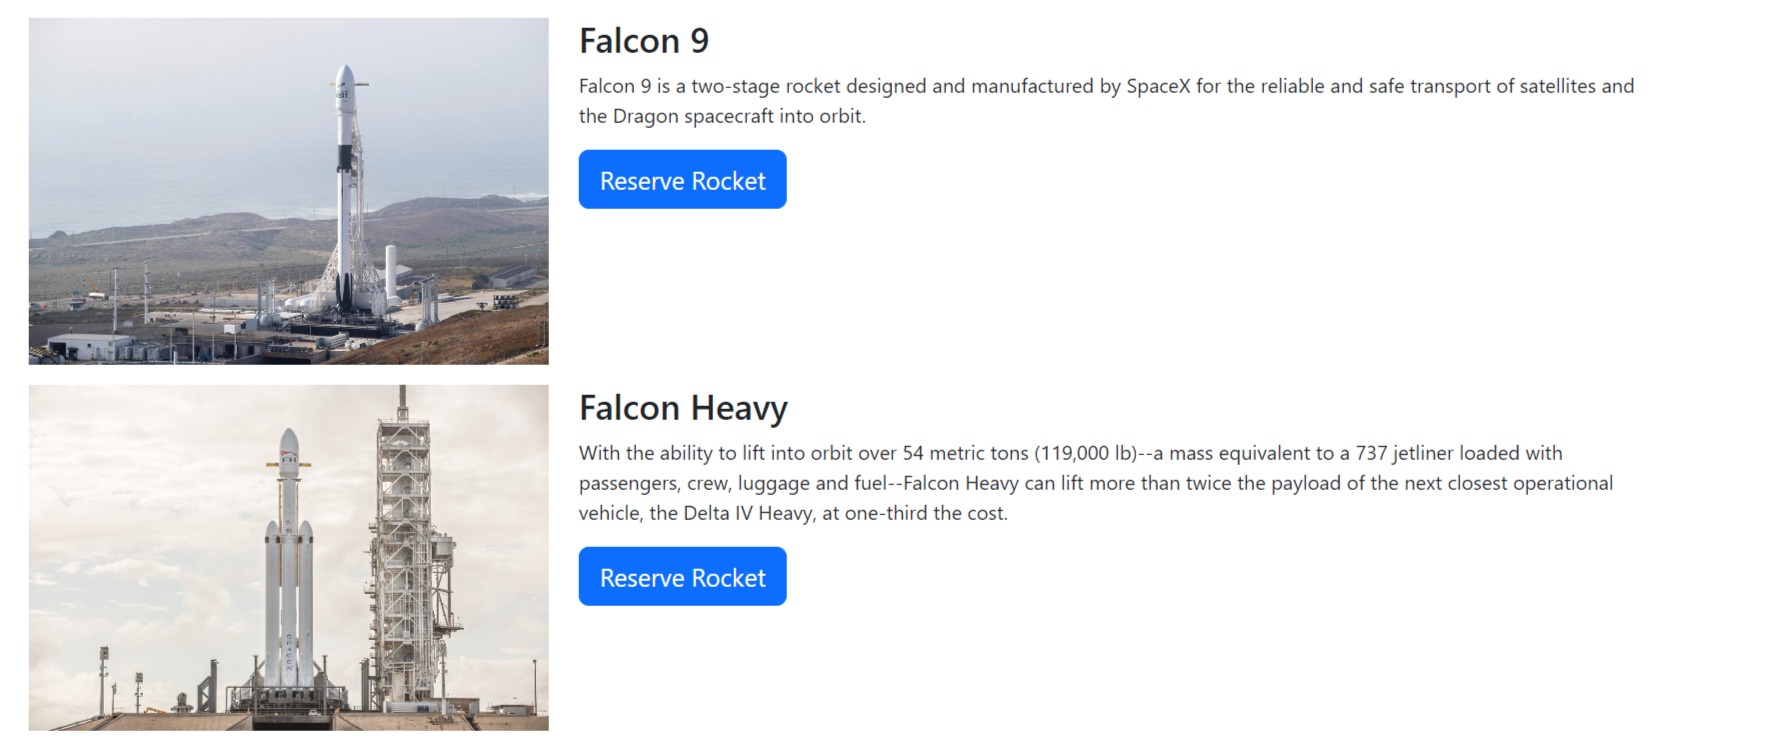 Falcon 9
Falcon 9 is a two-stage rocket designed and manufactured by SpaceX for the reliable and safe transport of satellites and
the Dragon spacecraft into orbit.
Reserve Rocket
Falcon Heavy
With the ability to lift into orbit over 54 metric tons (119,000 lb)--a mass equivalent to a 737 jetliner loaded with
passengers, crew, luggage and fuel--Falcon Heavy can lift more than twice the payload of the next closest operational
vehicle, the Delta IV Heavy, at one-third the cost.
Reserve Rocket